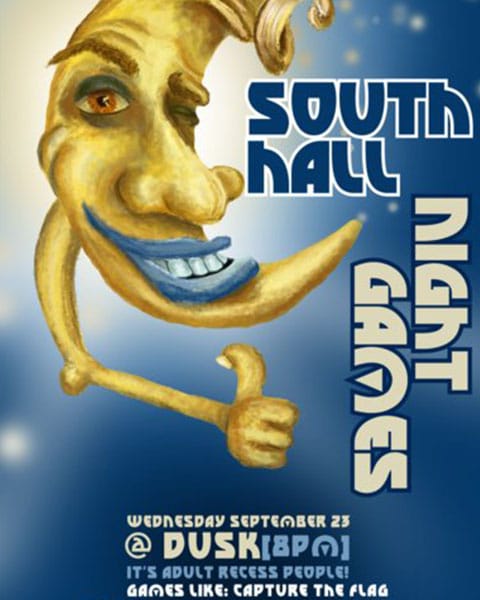 SOUTH
HALL
NIGHT
GAMES
WEDNESDAY SEPTEMBER 23
@ DUSK[8PM]
IT'S ADULT RECESS PEOPLE!
GAMES LIKE: CAPTURE THE FLAG